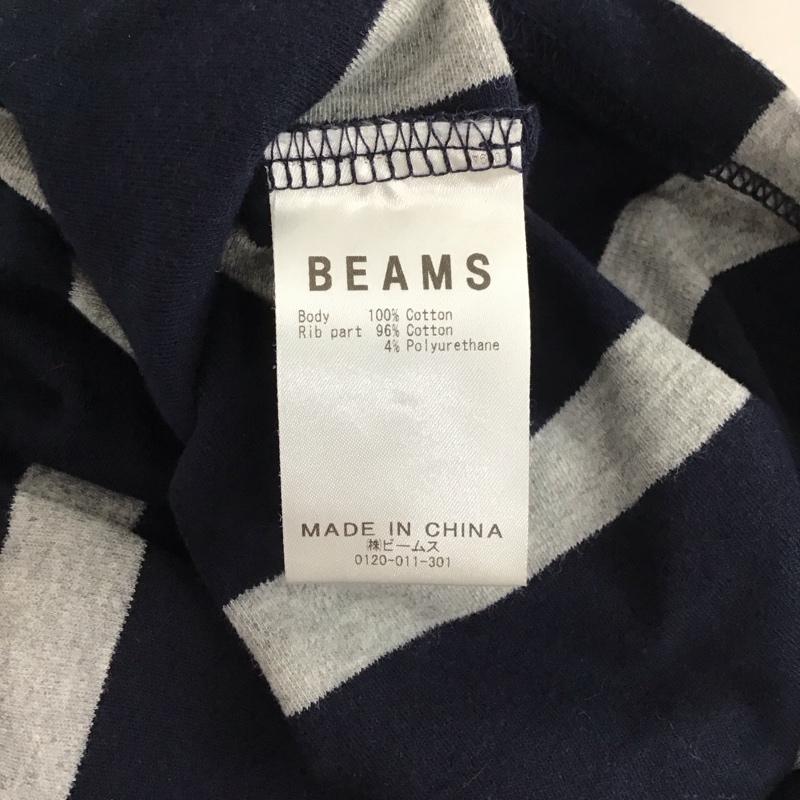 BEAMS
Body 100% Cotton
Rib part 96% Cotton
4% Polyurethane
MADE IN CHINA
㈱ビームス
0120-011-301